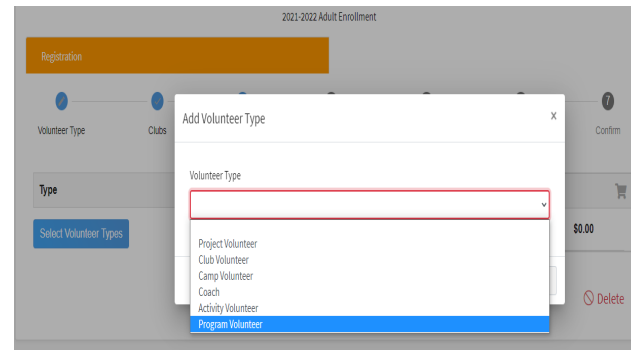 2021-2022 Adult Enrollment
Registration
7
Volunteer Type
Clubs
Confirm
Add Volunteer Type
x
Volunteer Type
Type
Select Volunteer Types
$0.00
Project Volunteer
Club Volunteer
Camp Volunteer
Coach
Activity Volunteer
Program Volunteer
Delete